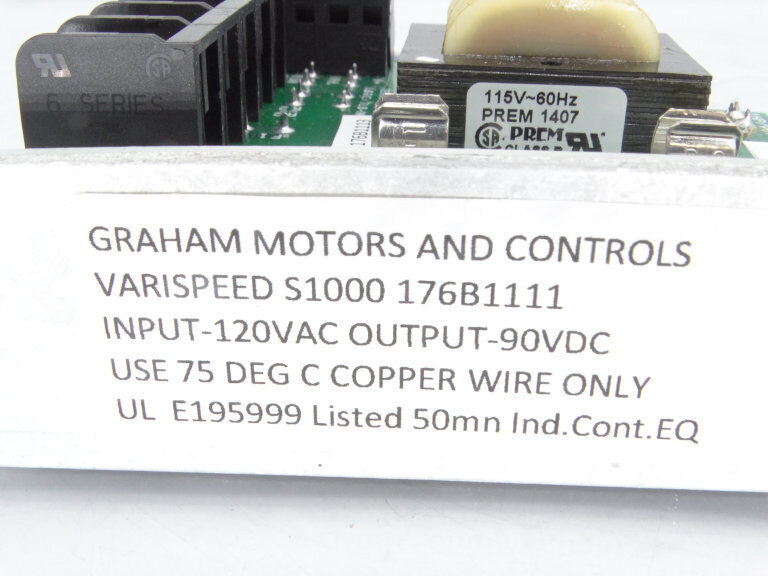 6 SERIES
176B1113
115V~60Hz
PREM 1407
PREM
GRAHAM MOTORS AND CONTROLS
VARISPEED S1000 176B1111
INPUT-120VAC OUTPUT-90VDC
USE 75 DEG C COPPER WIRE ONLY
UL E195999 Listed 50mn Ind.Cont.EQ